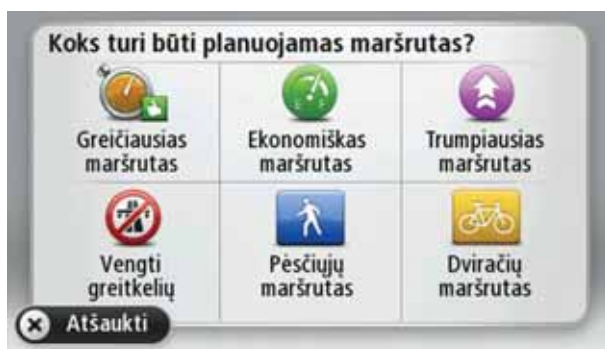 Koks turi būti planuojamas maršrutas?
Greičiausias
maršrutas
Ekonomiškas
maršrutas
Trumpiausias
maršrutas
Vengti
greitkelių
Pėsčiųjų
maršrutas
Dviračių
maršrutas
Atšaukti